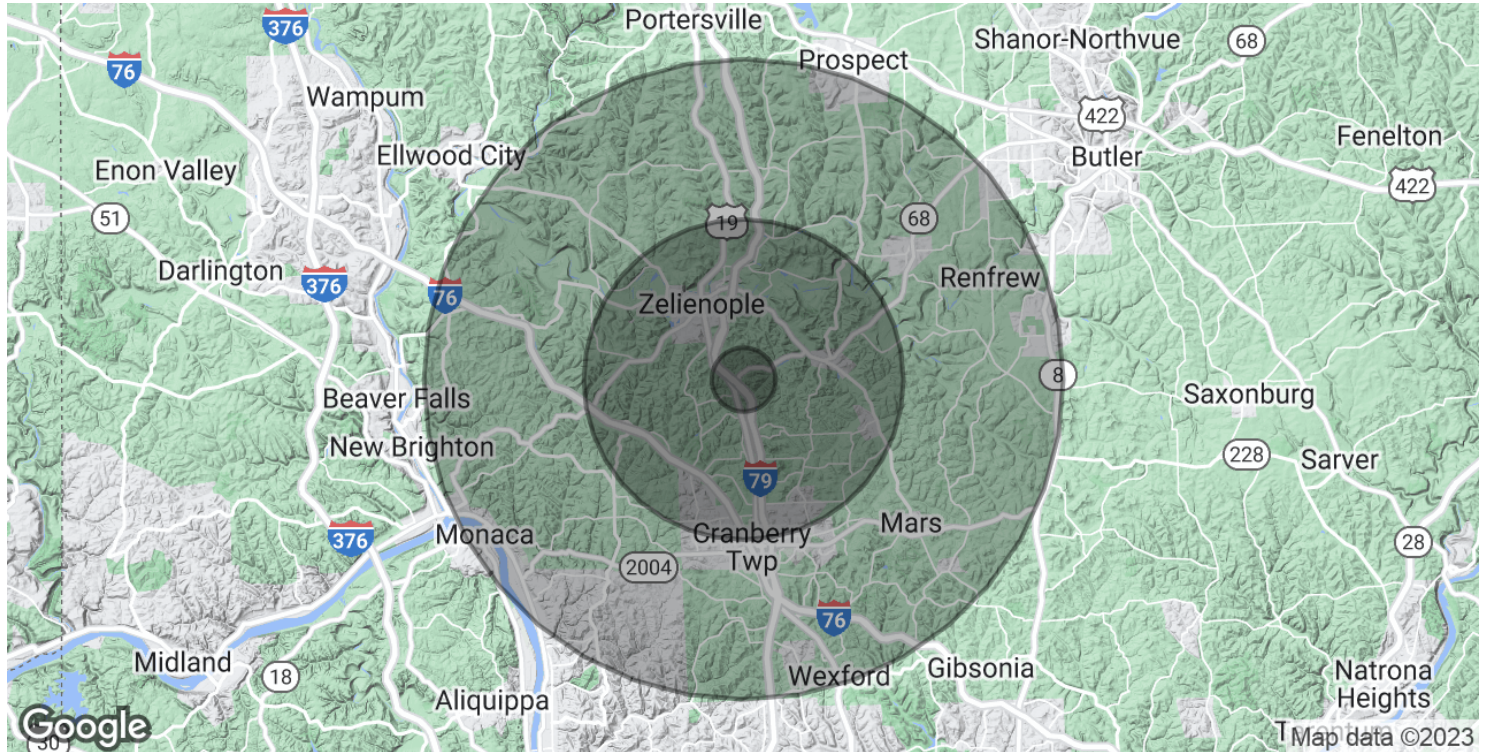 Portersville
376
Shanor-Northvue
68
Prospect
76
Wampum
422
Fenelton
Ellwood City
Butler
Enon Valley
422
51
19
68
Darlington
376
76
Zelienople
Renfrew
8
Saxonburg
Beaver Falls
New Brighton
228
Sarver
79
Mars
Monaca
376
Cranberry
Twp
28
2004
76
Midland
18
Wexford
Gibsonia
Natrona
Heights
Aliquippa
Google
30
Map data ©2023